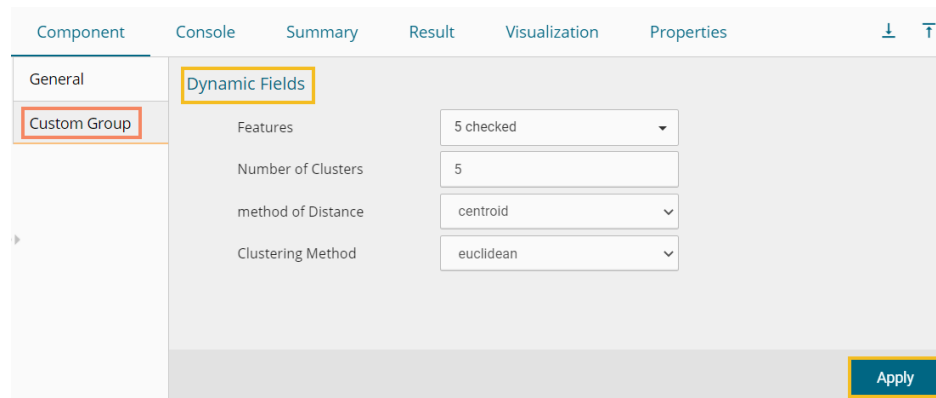 Component Console Summary Result Visualization Properties
General
Custom Group
Dynamic Fields
Features 5 checked
Number of Clusters 5
method of Distance centroid
Clustering Method euclidean
Apply